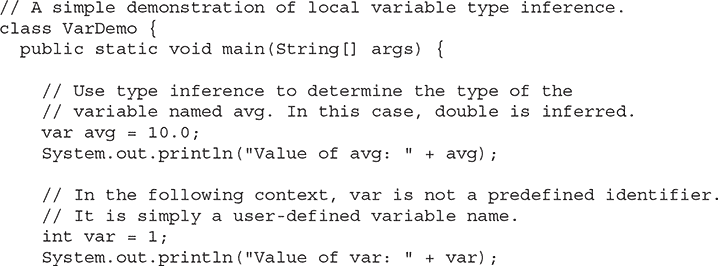 // A simple demonstration of local variable type inference.
class VarDemo {
  public static void main(String[] args) {
    // Use type inference to determine the type of the
    // variable named avg. In this case, double is inferred.
    var avg = 10.0;
    System.out.println("Value of avg: " + avg);
    // In the following context, var is not a predefined identifier.
    // It is simply a user-defined variable name.
    int var = 1;
    System.out.println("Value of var: " + var);